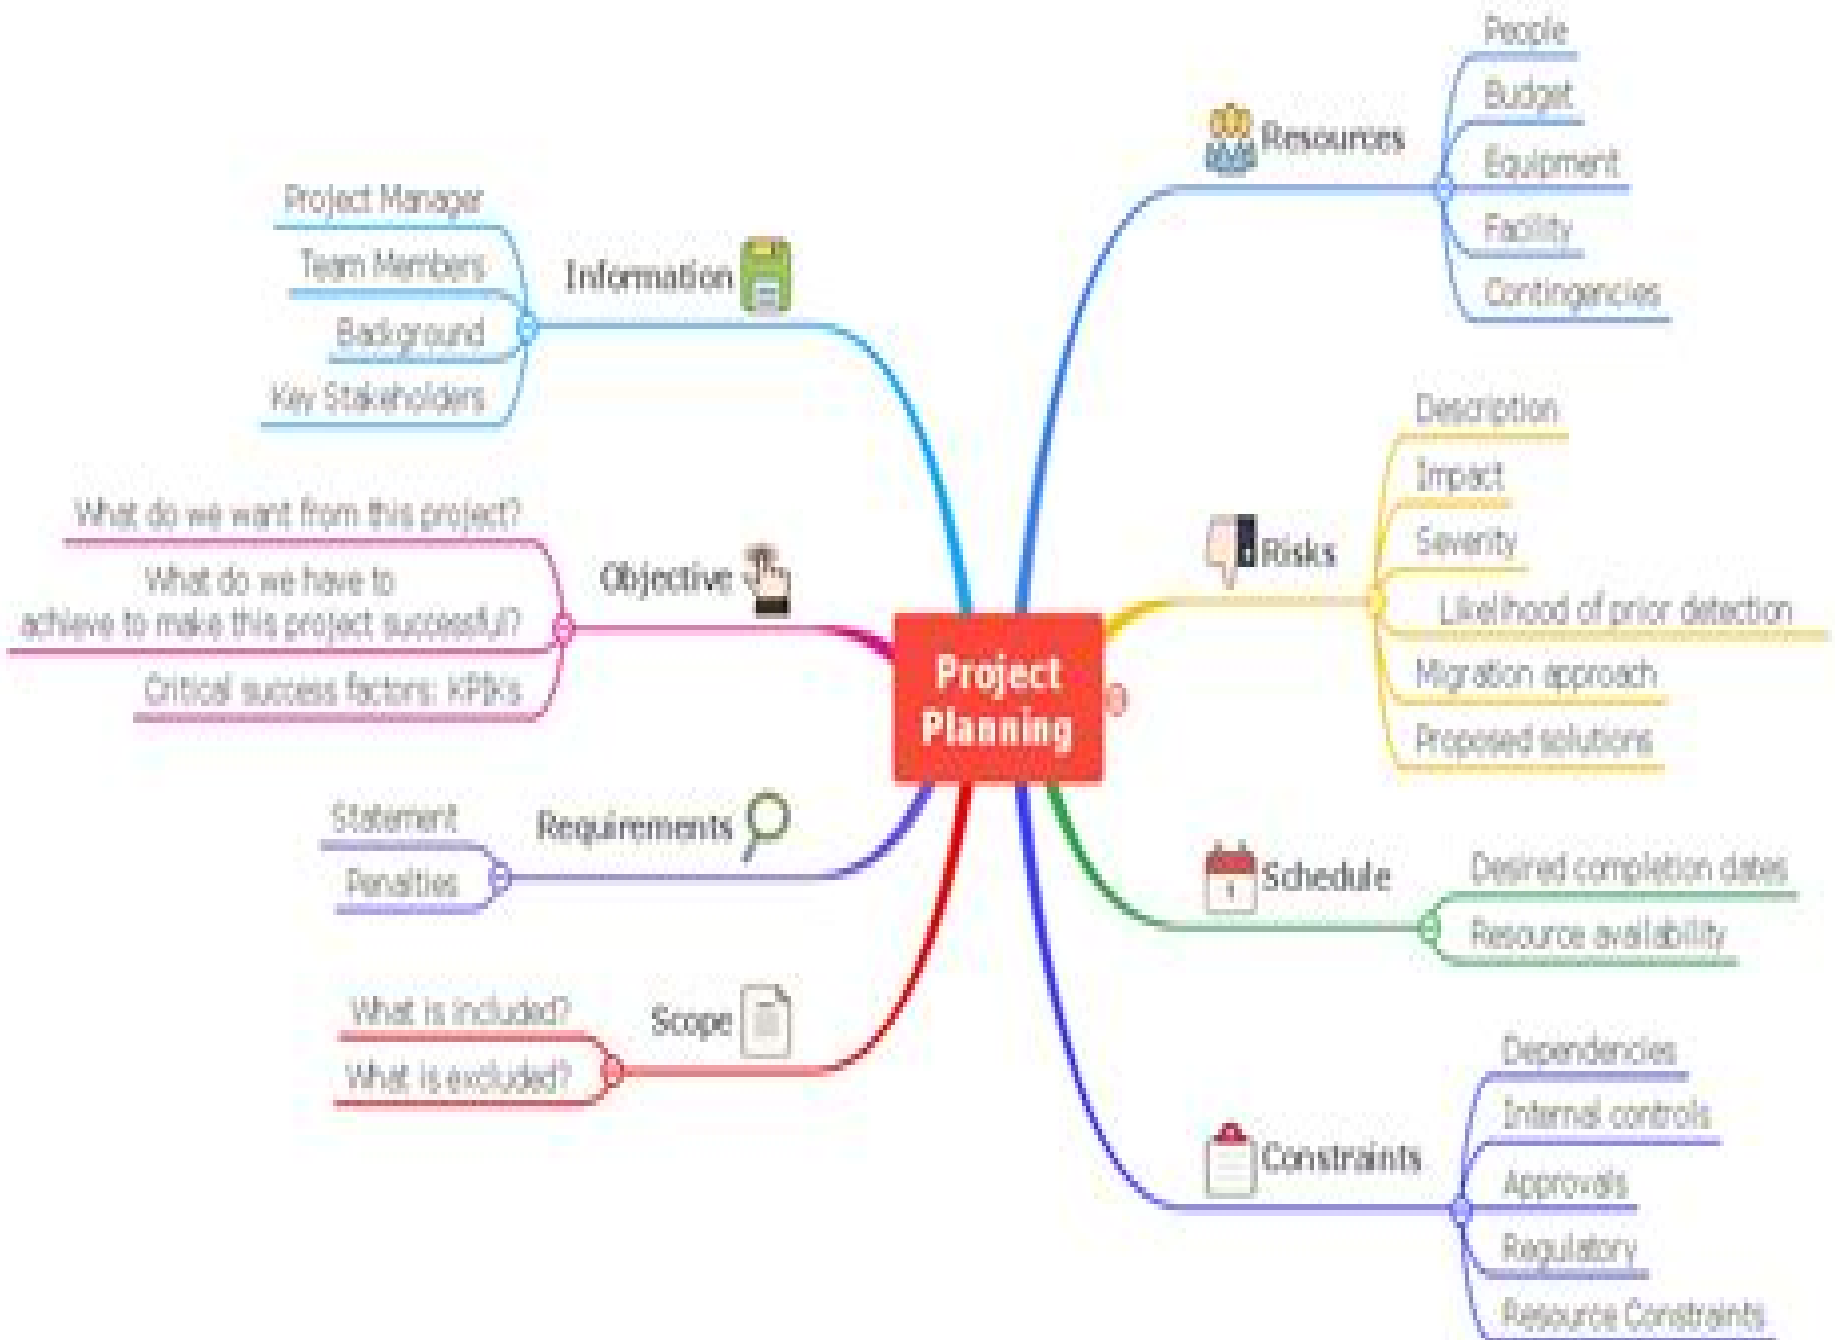 Project
Planning
Information
Project Manager
Team Members
Background
Key Stakeholders
Objective
What do we want from this project?
What do we have to
achieve to make this project successful?
Critical success factors: KPIK's
Requirements
Statement
Penalties
Scope
What is included?
What is excluded?
Resources
People
Budget
Equipment
Facility
Contingencies
Risks
Description
Impact
Severity
Likelihood of prior detection
Migration approach
Proposed solutions
Schedule
1
Desired completion dates
Resource availability
Constraints
Dependencies
Internal controls
Approvals
Regulatory
Resource Constraints